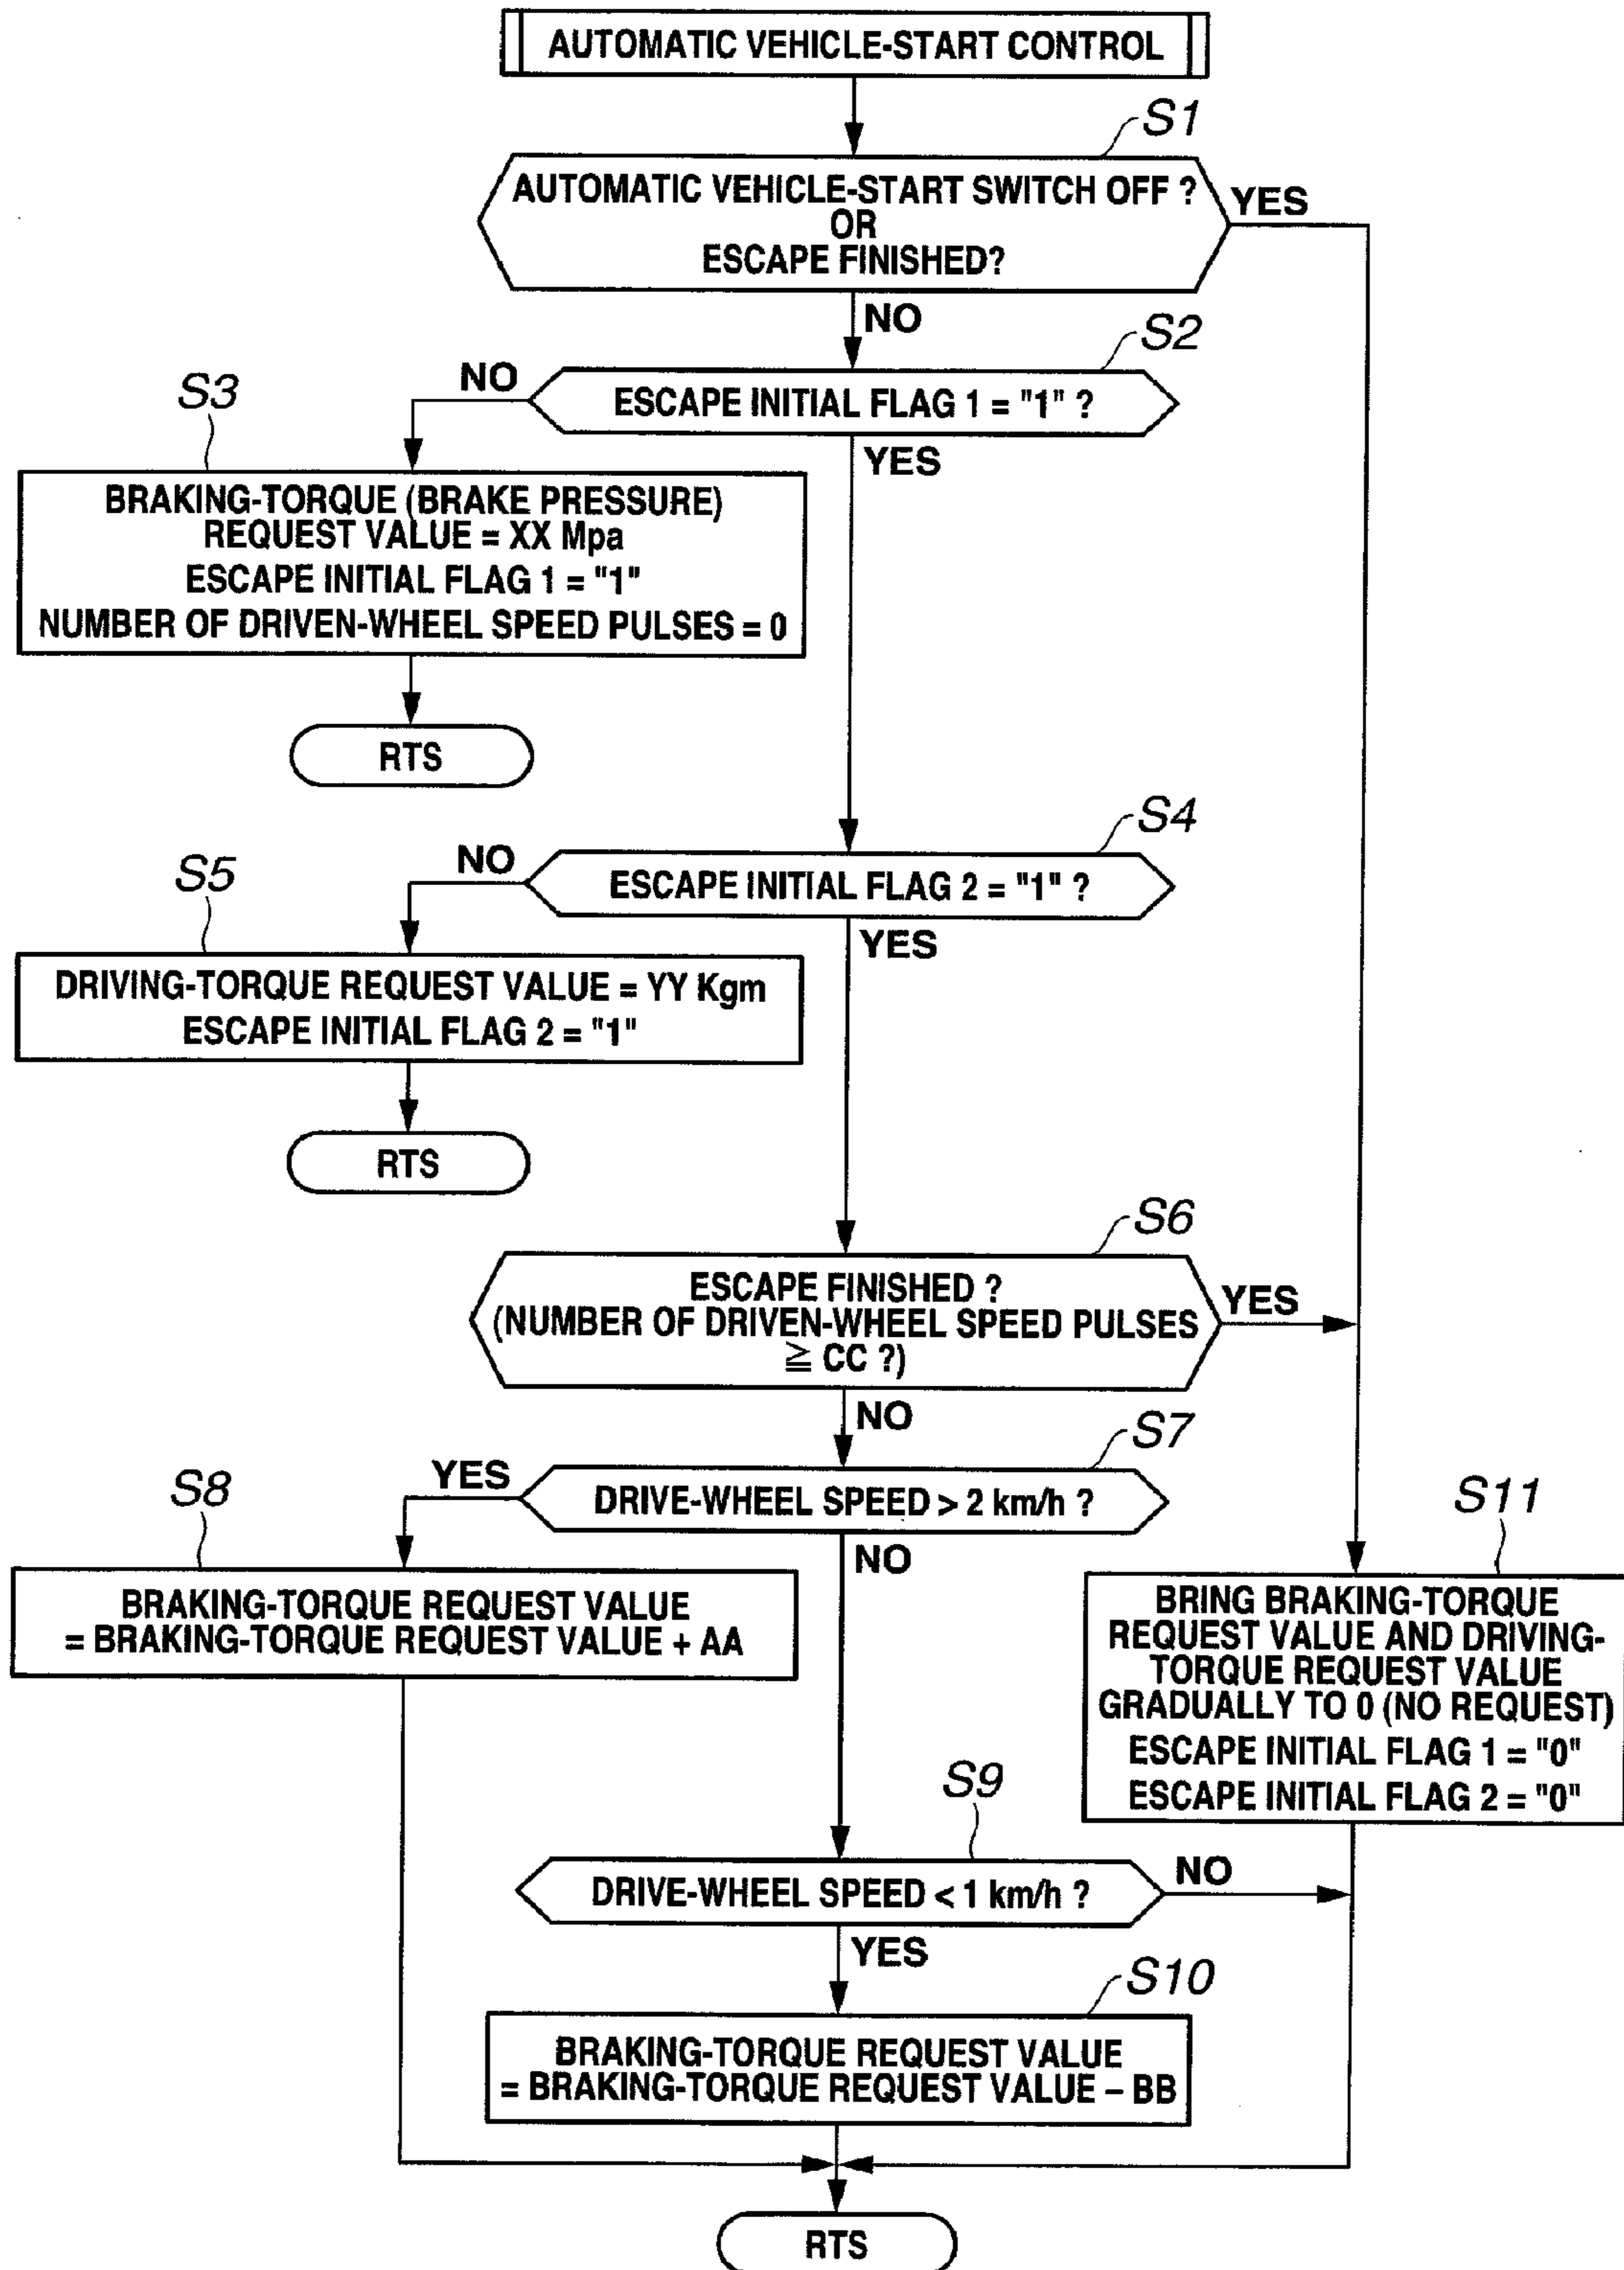 AUTOMATIC VEHICLE-START CONTROL
S1
AUTOMATIC VEHICLE-START SWITCH OFF ?
OR
ESCAPE FINISHED?
YES
NO
S2
ESCAPE INITIAL FLAG 1 = "1" ?
NO
YES
S3
BRAKING-TORQUE (BRAKE PRESSURE)
REQUEST VALUE = XX Mpa
ESCAPE INITIAL FLAG 1 = "1"
NUMBER OF DRIVEN-WHEEL SPEED PULSES = 0
RTS
S4
ESCAPE INITIAL FLAG 2 = "1" ?
NO
YES
S5
DRIVING-TORQUE REQUEST VALUE = YY Kgm
ESCAPE INITIAL FLAG 2 = "1"
RTS
S6
ESCAPE FINISHED ?
(NUMBER OF DRIVEN-WHEEL SPEED PULSES
≧ CC ?)
YES
NO
S7
DRIVE-WHEEL SPEED > 2 km/h ?
YES
NO
S8
BRAKING-TORQUE REQUEST VALUE
= BRAKING-TORQUE REQUEST VALUE + AA
S11
BRING BRAKING-TORQUE
REQUEST VALUE AND DRIVING-
TORQUE REQUEST VALUE
GRADUALLY TO 0 (NO REQUEST)
ESCAPE INITIAL FLAG 1 = "0"
ESCAPE INITIAL FLAG 2 = "0"
S9
DRIVE-WHEEL SPEED < 1 km/h ?
NO
YES
S10
BRAKING-TORQUE REQUEST VALUE
= BRAKING-TORQUE REQUEST VALUE – BB
RTS